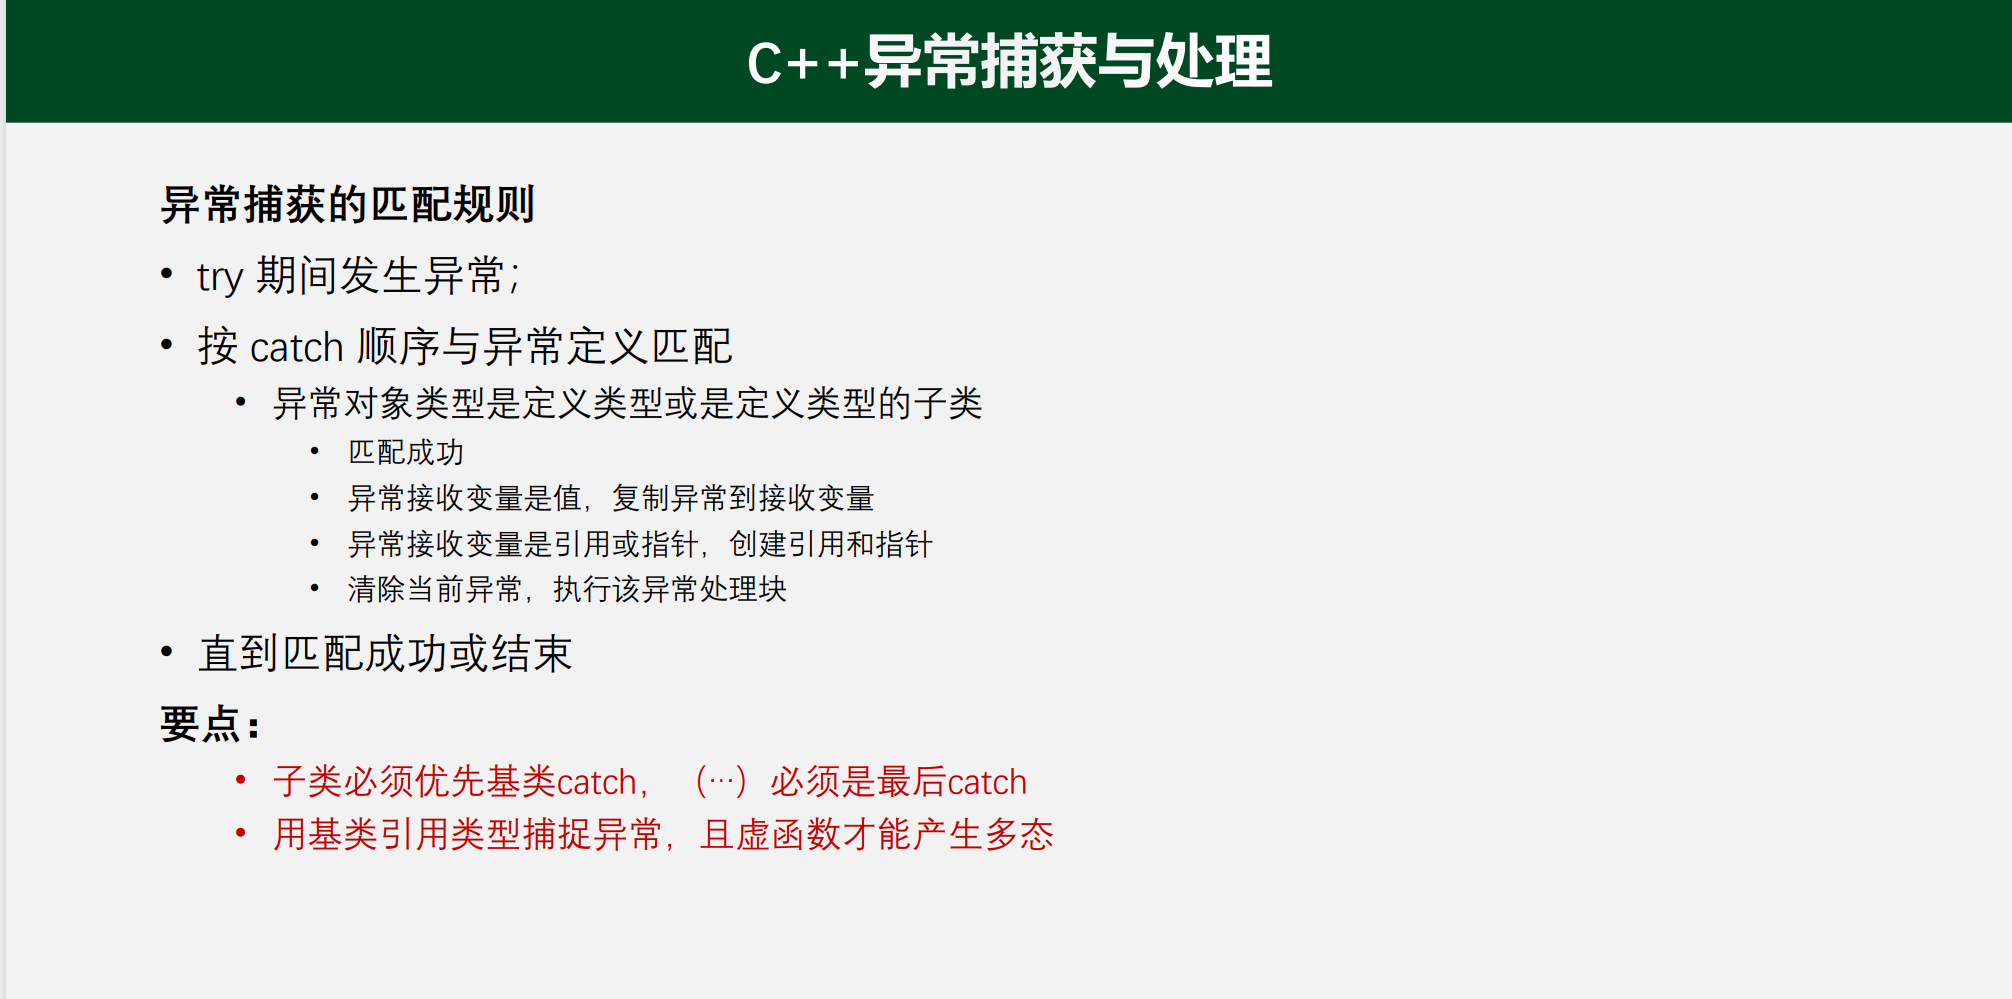 C++异常捕获与处理
异常捕获的匹配规则
• try 期间发生异常;
• 按 catch 顺序与异常定义匹配
• 异常对象类型是定义类型或是定义类型的子类
• 匹配成功
• 异常接收变量是值，复制异常到接收变量
• 异常接收变量是引用或指针，创建引用和指针
• 清除当前异常，执行该异常处理块
• 直到匹配成功或结束
要点：
• 子类必须优先基类catch，（…）必须是最后catch
• 用基类引用类型捕捉异常，且虚函数才能产生多态